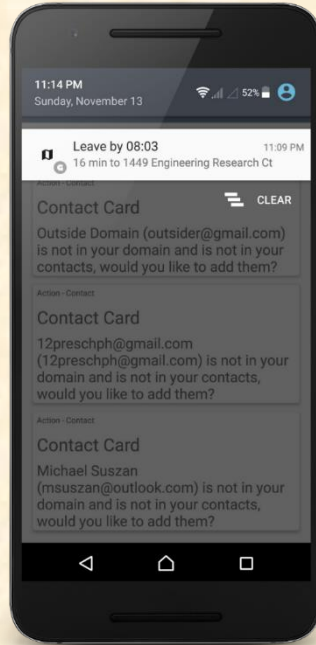 11:14 PM
52%
Sunday, November 13
Leave by 08:03
11:09 PM
16 min to 1449 Engineering Research Ct
CLEAR
Action - Contact
Contact Card
Outside Domain (outsider@gmail.com)
is not in your domain and is not in your
contacts, would you like to add them?
Action - Contact
Contact Card
12preschph@gmail.com
(12preschph@gmail.com) is not in your
domain and is not in your contacts,
would you like to add them?
Action - Contact
Contact Card
Michael Suszan
(msuszan@outlook.com) is not in your
domain and is not in your contacts,
would you like to add them?